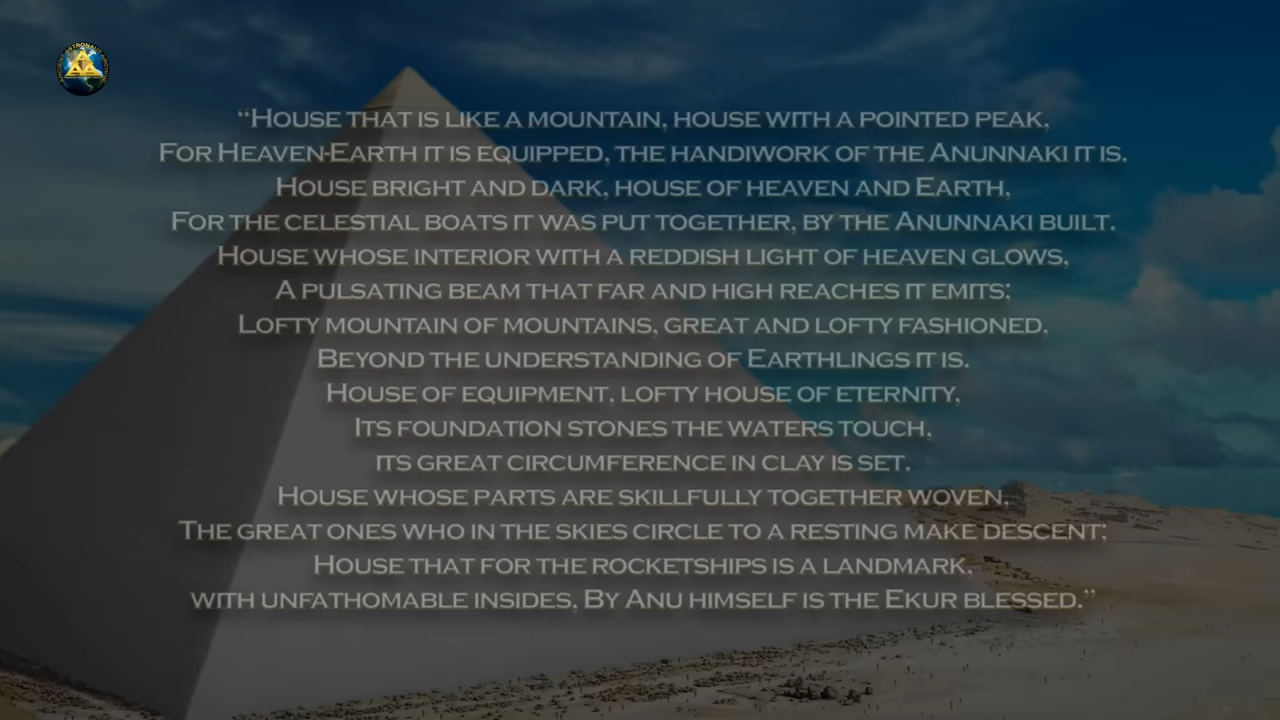 “House that is like a mountain, house with a pointed peak,
For Heaven-Earth it is equipped, the handiwork of the Anunnaki it is.
House bright and dark, house of heaven and Earth,
For the celestial boats it was put together, by the Anunnaki built.
House whose interior with a reddish light of heaven glows,
A pulsating beam that far and high reaches it emits;
Lofty mountain of mountains, great and lofty fashioned,
Beyond the understanding of Earthlings it is.
House of equipment, lofty house of eternity,
Its foundation stones the waters touch,
its great circumference in clay is set.
House whose parts are skillfully together woven,
The great ones who in the skies circle to a resting make descent;
House that for the rocketships is a landmark,
with unfathomable insides, By Anu himself is the Ekur blessed.”